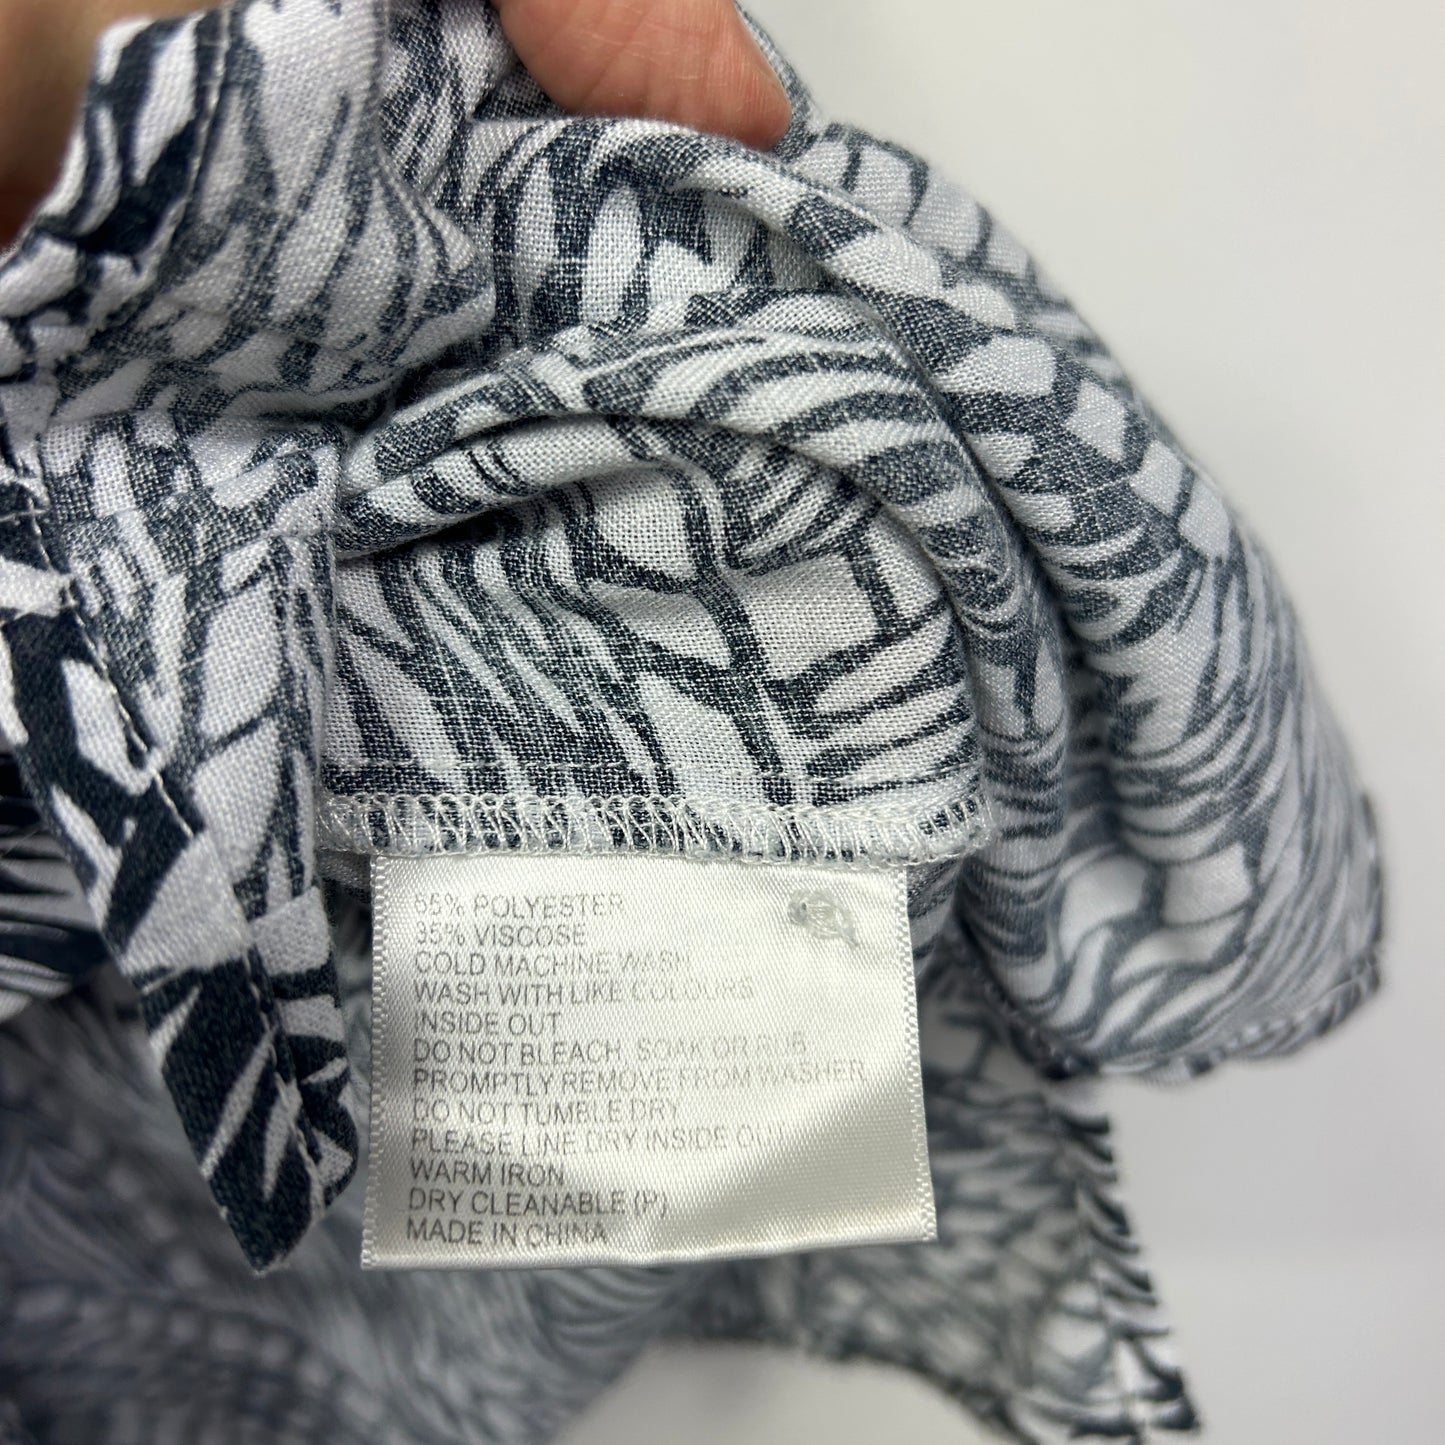 65% POLYESTER
35% VISCOSE
COLD MACHINE WASH
WASH WITH LIKE COLOURS
INSIDE OUT
DO NOT BLEACH, SOAK OR RUB
PROMPTLY REMOVE FROM WASHER
DO NOT TUMBLE DRY
PLEASE LINE DRY INSIDE OUT
WARM IRON
DRY CLEANABLE (P)
MADE IN CHINA